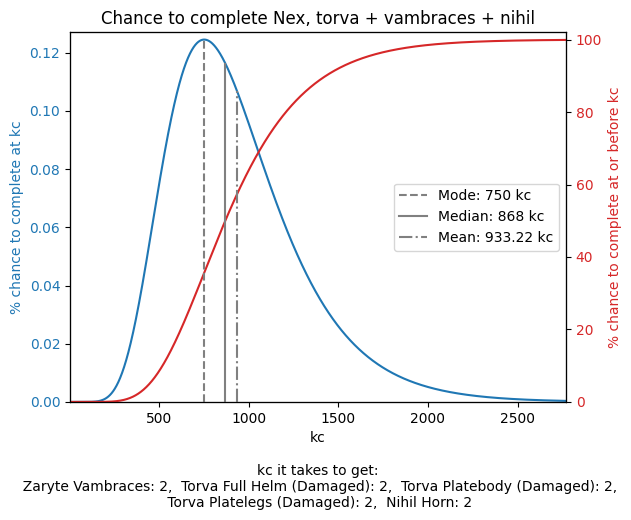 Chance to complete Nex, torva + vambraces + nihil
% chance to complete at kc
0.12
0.10
0.08
0.06
0.04
0.02
0.00
100
80
60
40
20
0
% chance to complete at or before kc
Mode: 750 kc
Median: 868 kc
Mean: 933.22 kc
500
1000
1500
2000
2500
kc
kc it takes to get:
Zaryte Vambraces: 2,  Torva Full Helm (Damaged): 2,  Torva Platebody (Damaged): 2,
Torva Platelegs (Damaged): 2,  Nihil Horn: 2